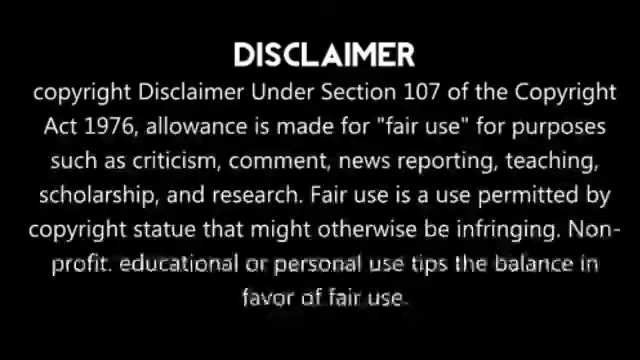 DISCLAIMER
copyright Disclaimer Under Section 107 of the Copyright
Act 1976, allowance is made for "fair use" for purposes
such as criticism, comment, news reporting, teaching,
scholarship, and research. Fair use is a use permitted by
copyright statue that might otherwise be infringing. Non-
profit. educational or personal use tips the balance in
favor of fair use.